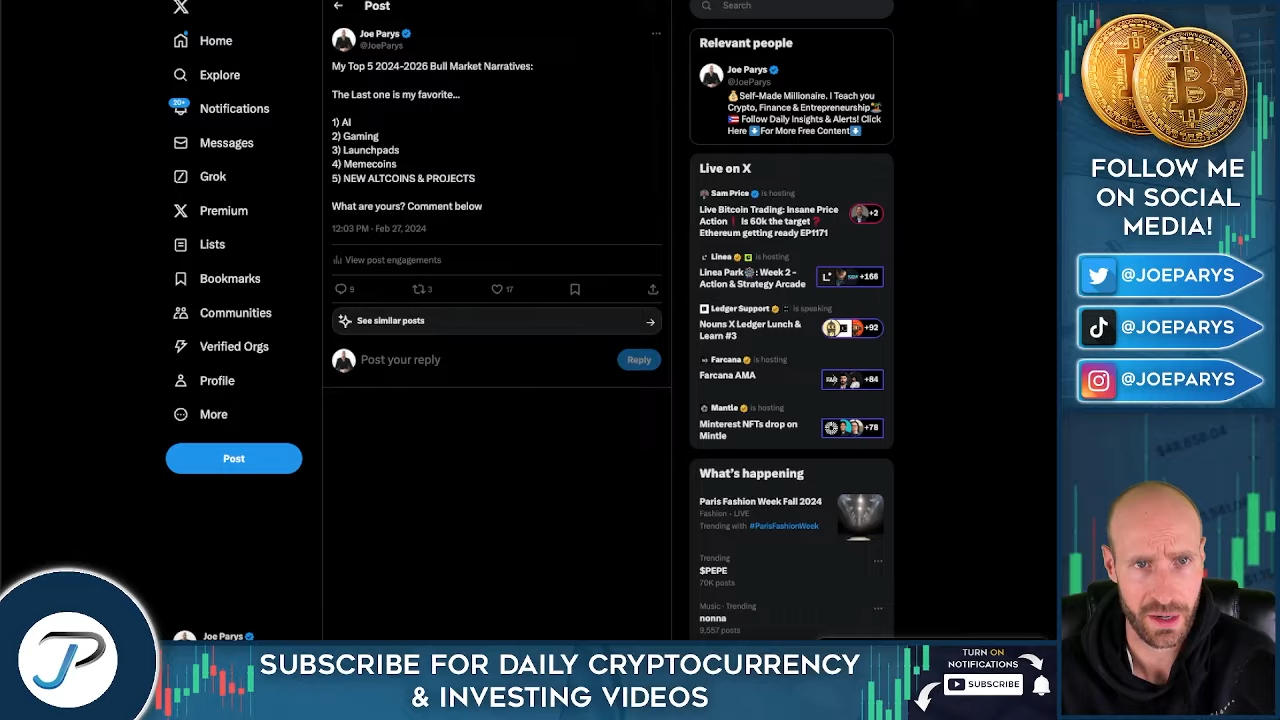 Home
Explore
20+
Notifications
Messages
Grok
Premium
Lists
Bookmarks
Communities
Verified Orgs
Profile
More
Post
Joe Parys
Post
Joe Parys
@JoeParys
My Top 5 2024-2026 Bull Market Narratives:
The Last one is my favorite...
1) AI
2) Gaming
3) Launchpads
4) Memecoins
5) NEW ALTCOINS & PROJECTS
What are yours? Comment below
12:03 PM · Feb 27, 2024
View post engagements
9
3
17
See similar posts
Post your reply
Reply
Search
Relevant people
Joe Parys
@JoeParys
💰Self-Made Millionaire. I Teach you
Crypto, Finance & Entrepreneurship🏝️
🇵🇷 Follow Daily Insights & Alerts! Click
Here ⬇️For More Free Content⬇️
Live on X
Sam Price is hosting
Live Bitcoin Trading: Insane Price
Action❗ Is 60k the target ❓
Ethereum getting ready EP1171
+2
Linea is hosting
Linea Park: Week 2 -
Action & Strategy Arcade
+166
Ledger Support is speaking
Nouns X Ledger Lunch &
Learn #3
+92
Farcana is hosting
Farcana AMA
+84
Mantle is hosting
Minterest NFTs drop on
Mintle
+78
What's happening
Paris Fashion Week Fall 2024
Fashion · LIVE
Trending with #ParisFashionWeek
Trending
$PEPE
70K posts
Music · Trending
nonna
9,557 posts
FOLLOW ME
ON SOCIAL
MEDIA!
@JOEPARYS
@JOEPARYS
@JOEPARYS
JP
SUBSCRIBE FOR DAILY CRYPTOCURRENCY
& INVESTING VIDEOS
TURN ON
NOTIFICATIONS
SUBSCRIBE